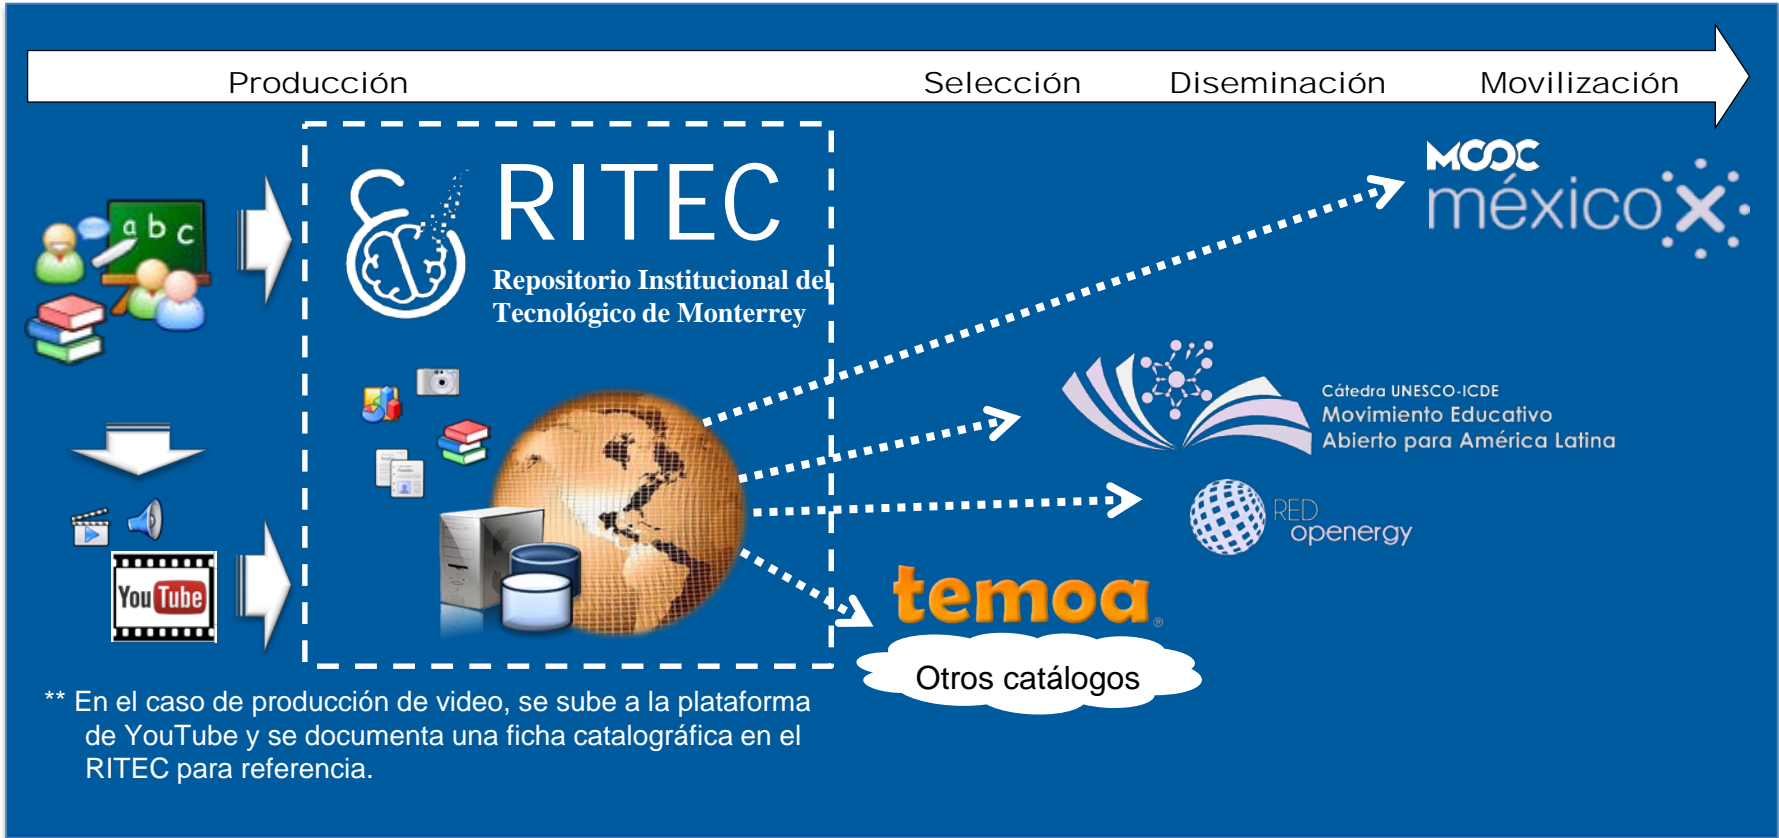 Producción
Selección
Diseminación
Movilización
a b c
RITEC
Repositorio Institucional del
Tecnológico de Monterrey
MOOC
méxico x
Cátedra UNESCO-ICDE
Movimiento Educativo
Abierto para América Latina
RED
openergy
You Tube
temoa®
Otros catálogos
** En el caso de producción de video, se sube a la plataforma
de YouTube y se documenta una ficha catalográfica en el
RITEC para referencia.